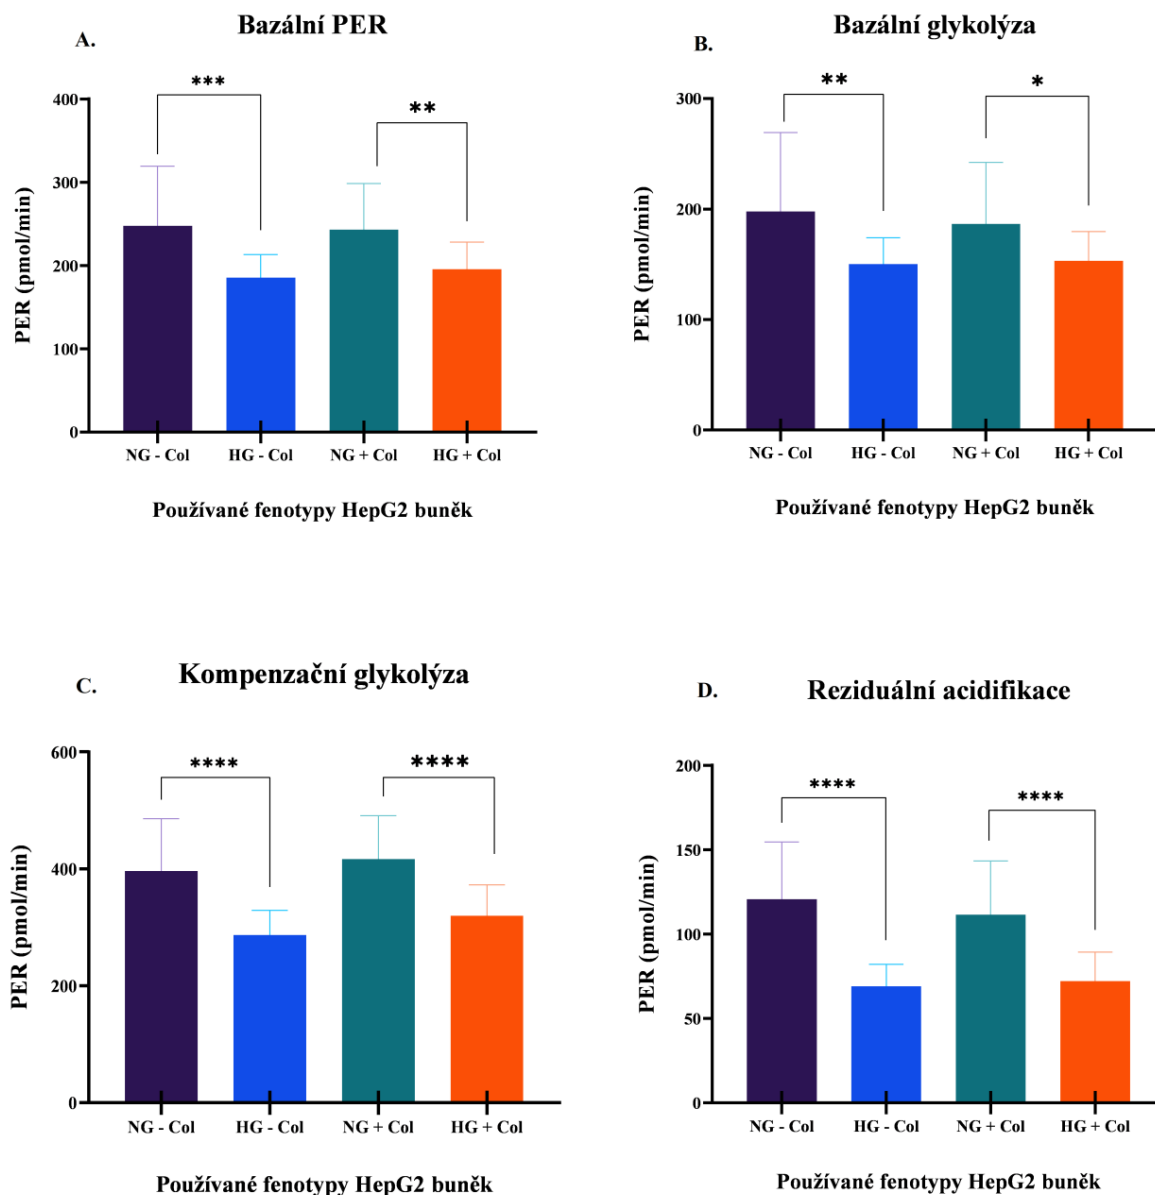 A.
Bazální PER
***
**
400
300
200
100
0
PER (pmol/min)
NG - Col HG - Col NG + Col HG + Col
Používané fenotypy HepG2 buněk
B.
Bazální glykolýza
**
*
300
200
100
0
PER (pmol/min)
NG - Col HG - Col NG + Col HG + Col
Používané fenotypy HepG2 buněk
C.
Kompenzační glykolýza
****
****
600
400
200
0
PER (pmol/min)
NG - Col HG - Col NG + Col HG + Col
Používané fenotypy HepG2 buněk
D.
Reziduální acidifikace
****
****
200
150
100
50
0
PER (pmol/min)
NG - Col HG - Col NG + Col HG + Col
Používané fenotypy HepG2 buněk